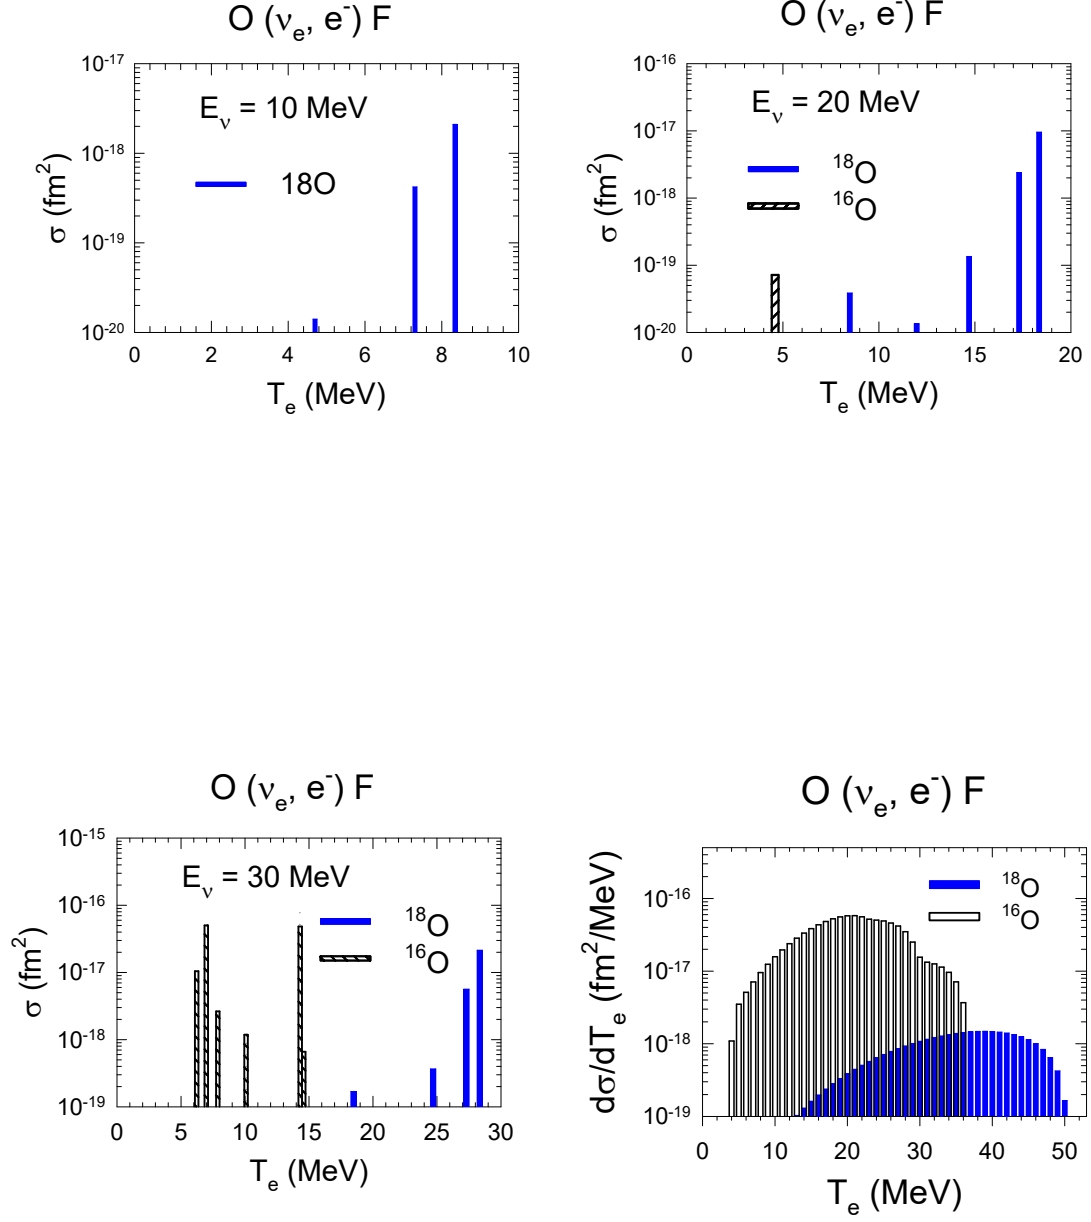 O (νₑ, e⁻) F
10⁻¹⁷
10⁻¹⁸
10⁻¹⁹
10⁻²⁰
σ (fm²)
E_ν = 10 MeV
18O
0 2 4 6 8 10
Tₑ (MeV)
O (νₑ, e⁻) F
10⁻¹⁶
10⁻¹⁷
10⁻¹⁸
10⁻¹⁹
10⁻²⁰
σ (fm²)
E_ν = 20 MeV
¹⁸O
¹⁶O
0 5 10 15 20
Tₑ (MeV)
O (νₑ, e⁻) F
10⁻¹⁵
10⁻¹⁶
10⁻¹⁷
10⁻¹⁸
10⁻¹⁹
σ (fm²)
E_ν = 30 MeV
¹⁸O
¹⁶O
0 5 10 15 20 25 30
Tₑ (MeV)
O (νₑ, e⁻) F
10⁻¹⁶
10⁻¹⁷
10⁻¹⁸
10⁻¹⁹
dσ/dTₑ (fm²/MeV)
¹⁸O
¹⁶O
0 10 20 30 40 50
Tₑ (MeV)